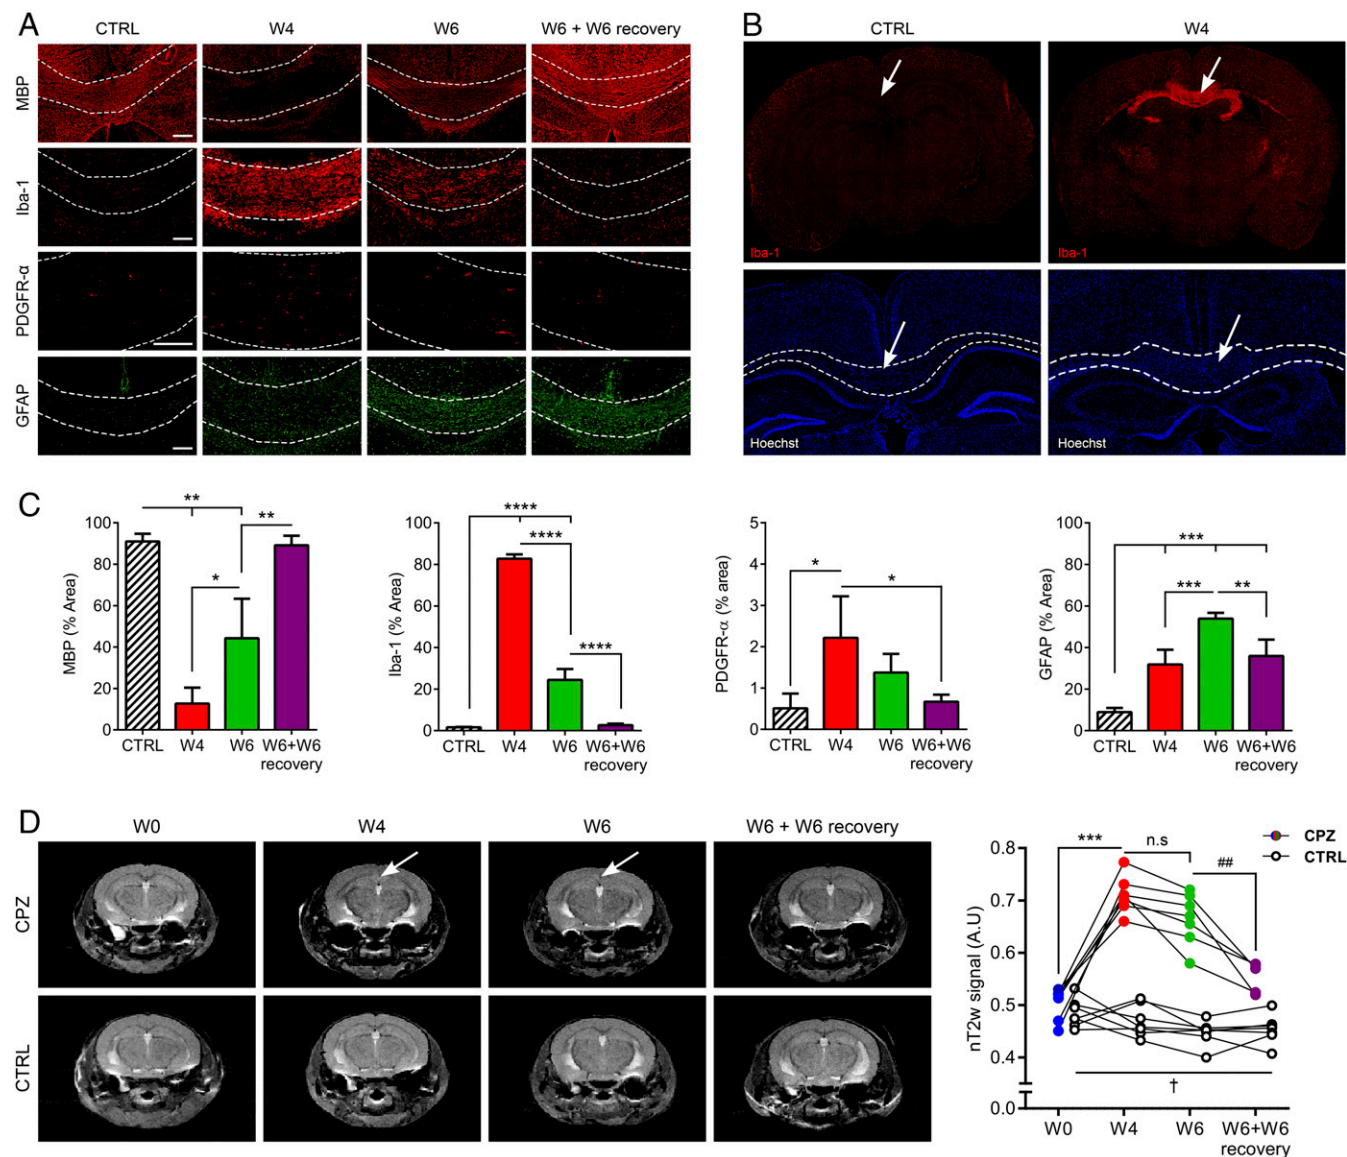 A
CTRL
W4
W6
W6 + W6 recovery
MBP
Iba-1
PDGFR-α
GFAP
B
CTRL
W4
Iba-1
Iba-1
Hoechst
Hoechst
C
MBP (% Area)
100
80
60
40
20
0
**
**
*
CTRL
W4
W6
W6+W6
recovery
Iba-1 (% Area)
100
80
60
40
20
0
****
****
****
CTRL
W4
W6
W6+W6
recovery
PDGFR-α (% area)
5
4
3
2
1
0
*
*
CTRL
W4
W6
W6+W6
recovery
GFAP (% Area)
100
80
60
40
20
0
***
***
**
CTRL
W4
W6
W6+W6
recovery
D
W0
W4
W6
W6 + W6 recovery
CPZ
CTRL
nT2w signal (A.U)
0.8
0.7
0.6
0.5
0.4
0.0
***
n.s
##
†
CPZ
CTRL
W0
W4
W6
W6+W6
recovery